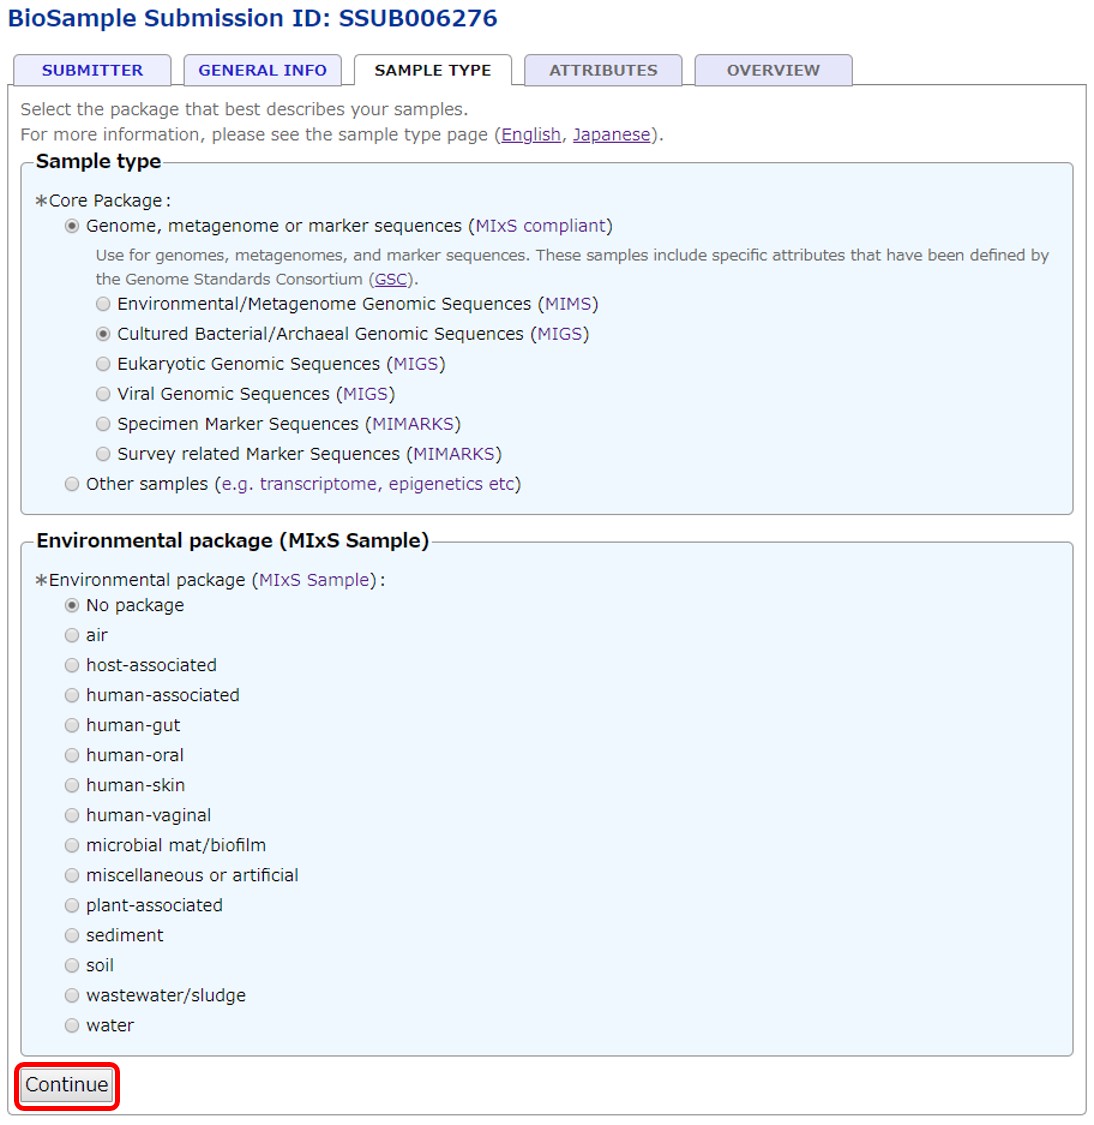 BioSample Submission ID: SSUB006276
SUBMITTER GENERAL INFO SAMPLE TYPE ATTRIBUTES OVERVIEW
Select the package that best describes your samples.
For more information, please see the sample type page (English, Japanese).
Sample type
*Core Package:
Genome, metagenome or marker sequences (MIxS compliant)
Use for genomes, metagenomes, and marker sequences. These samples include specific attributes that have been defined by
the Genome Standards Consortium (GSC).
Environmental/Metagenome Genomic Sequences (MIMS)
Cultured Bacterial/Archaeal Genomic Sequences (MIGS)
Eukaryotic Genomic Sequences (MIGS)
Viral Genomic Sequences (MIGS)
Specimen Marker Sequences (MIMARKS)
Survey related Marker Sequences (MIMARKS)
Other samples (e.g. transcriptome, epigenetics etc)
Environmental package (MIxS Sample)
*Environmental package (MIxS Sample):
No package
air
host-associated
human-associated
human-gut
human-oral
human-skin
human-vaginal
microbial mat/biofilm
miscellaneous or artificial
plant-associated
sediment
soil
wastewater/sludge
water
Continue